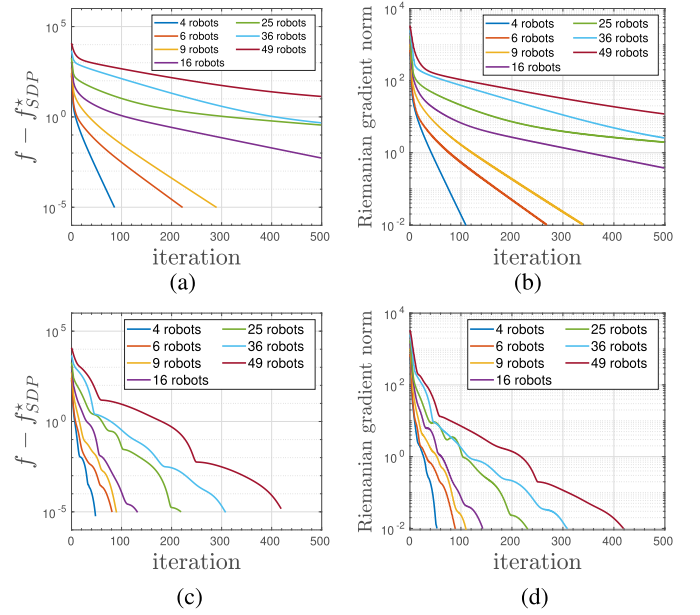 4 robots
6 robots
9 robots
16 robots
25 robots
36 robots
49 robots
10^5
10^0
10^-5
f − f*_SDP
0 100 200 300 400 500
iteration
(a)
4 robots
6 robots
9 robots
16 robots
25 robots
36 robots
49 robots
10^4
10^2
10^0
10^-2
Riemanian gradient norm
0 100 200 300 400 500
iteration
(b)
4 robots
6 robots
9 robots
16 robots
25 robots
36 robots
49 robots
10^5
10^0
10^-5
f − f*_SDP
0 100 200 300 400 500
iteration
(c)
4 robots
6 robots
9 robots
16 robots
25 robots
36 robots
49 robots
10^4
10^2
10^0
10^-2
Riemanian gradient norm
0 100 200 300 400 500
iteration
(d)